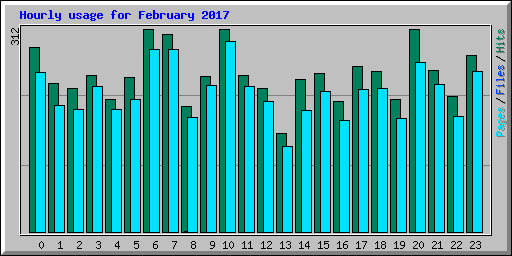 Hourly usage for February 2017
312
Pages/Files/Hits
0 1 2 3 4 5 6 7 8 9 10 11 12 13 14 15 16 17 18 19 20 21 22 23